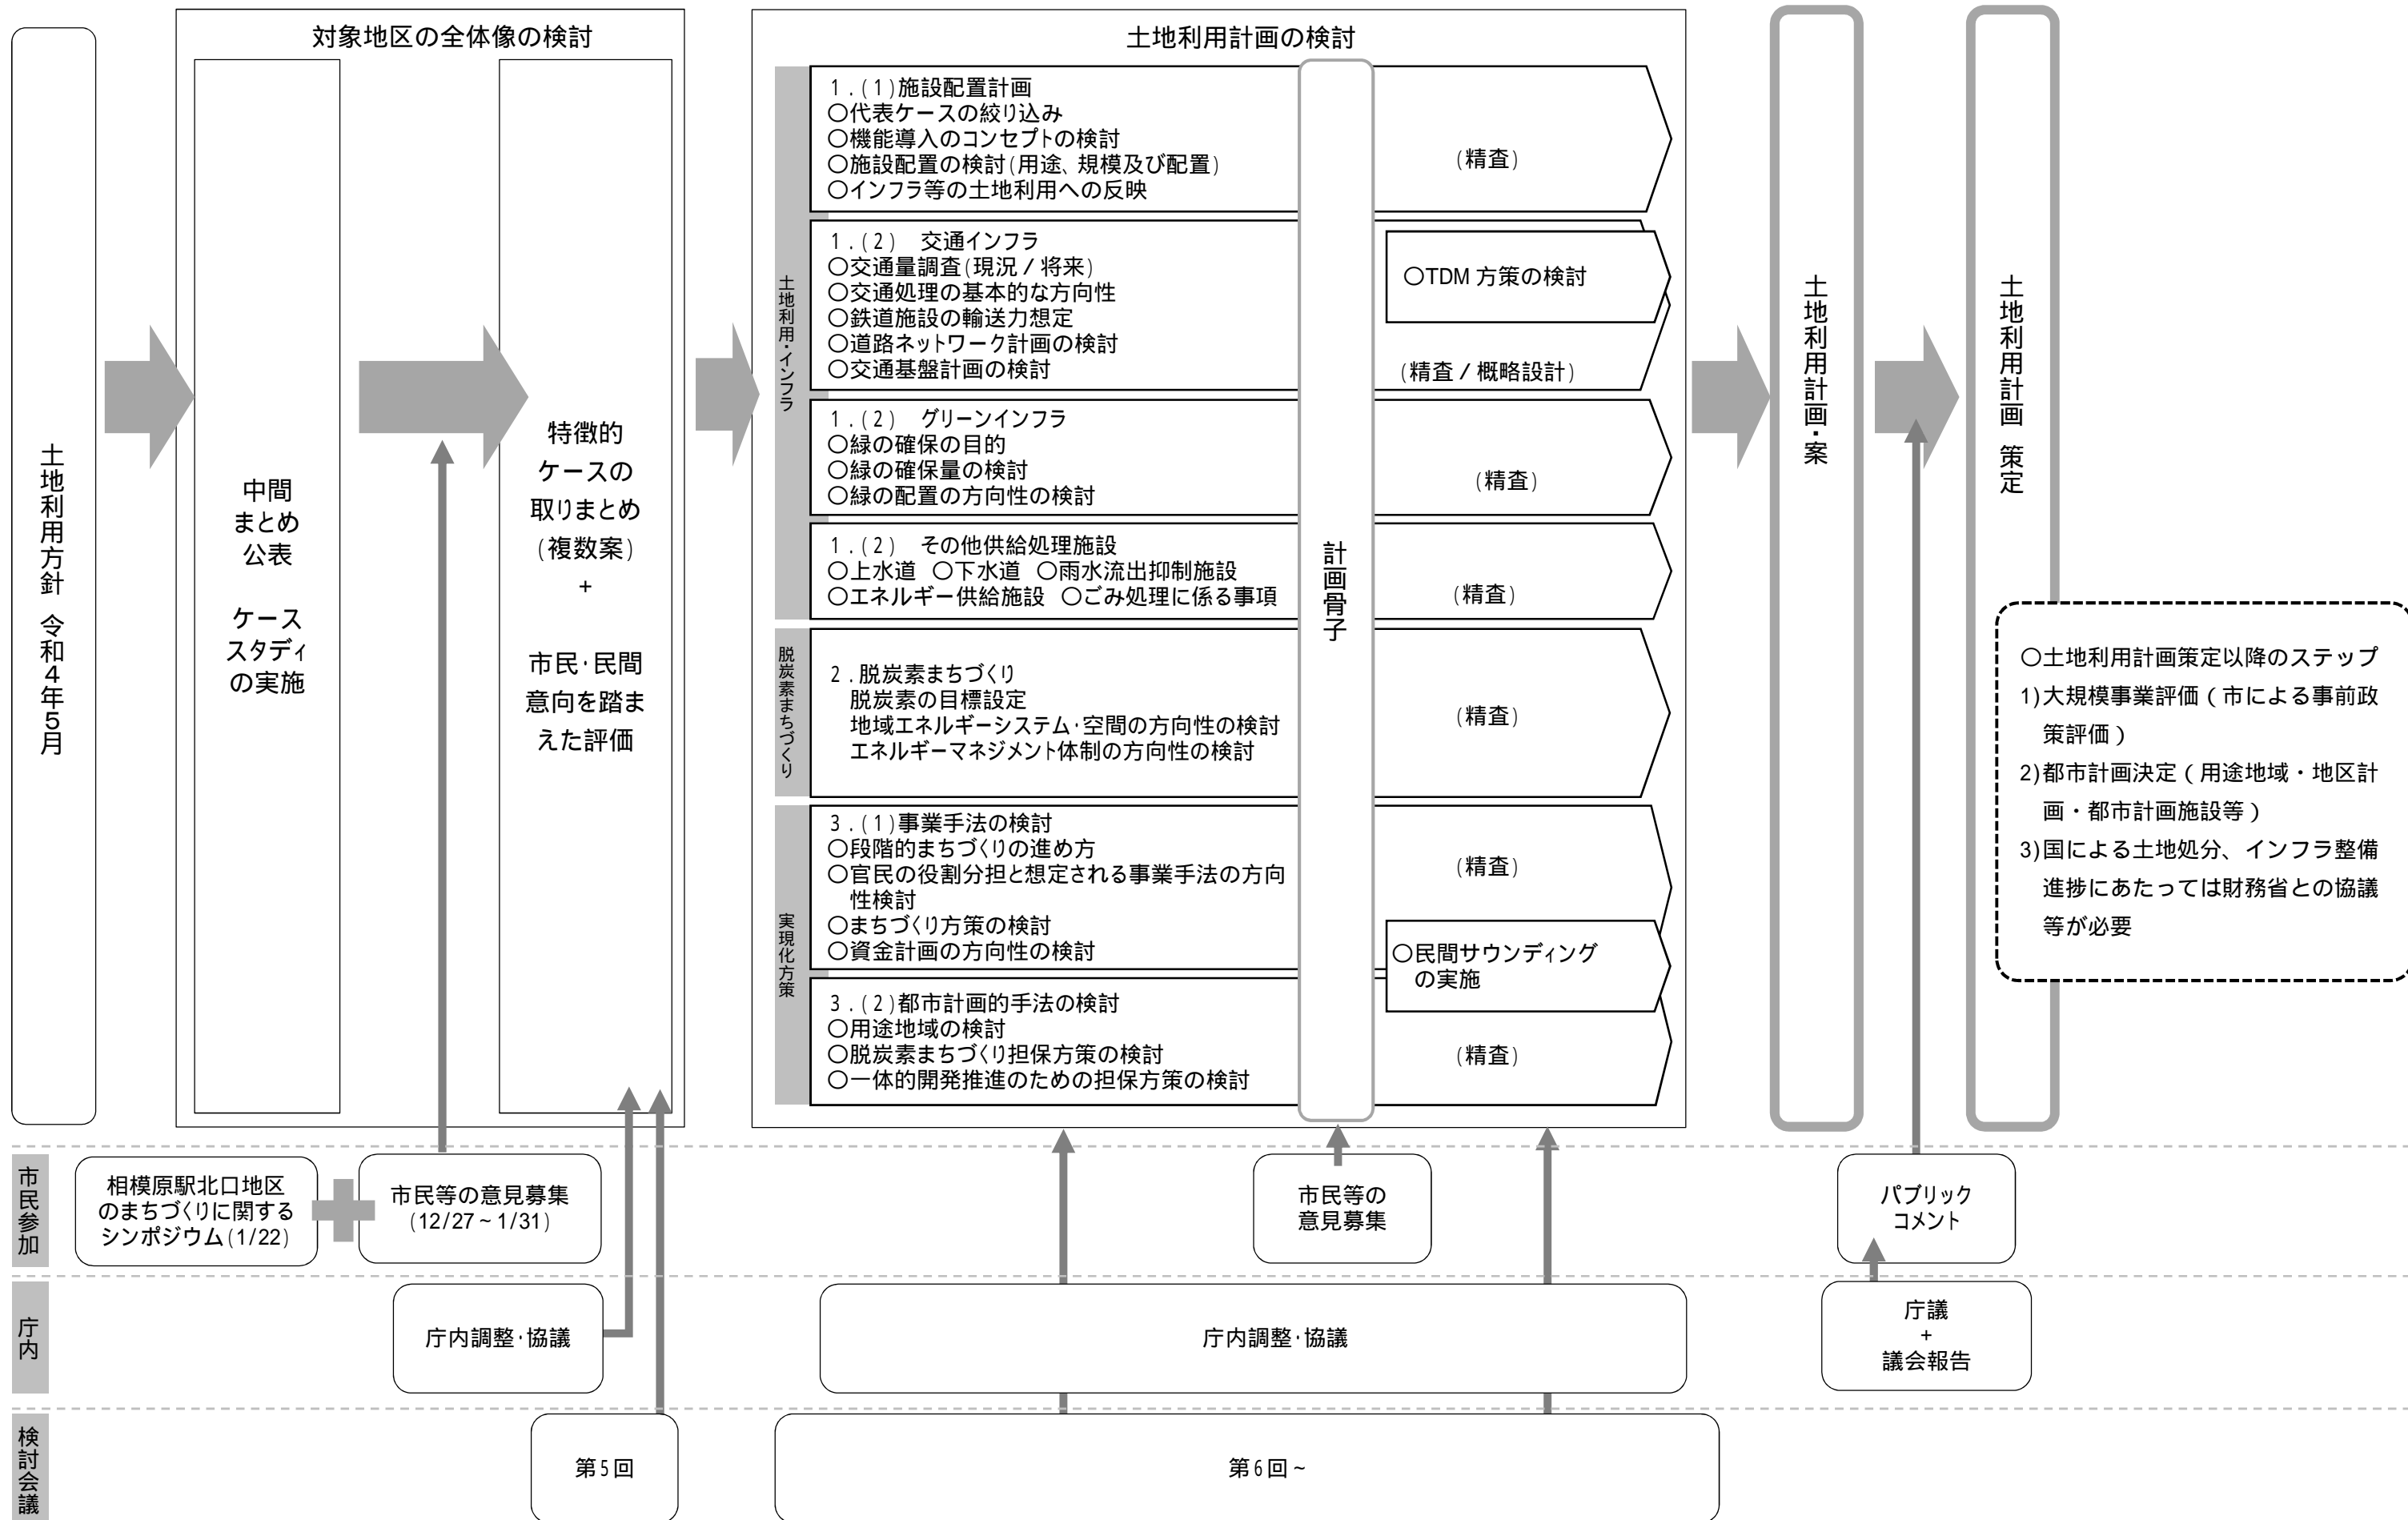 土地利用方針 令和４年５月
対象地区の全体像の検討
中間
まとめ
公表
ケース
スタディ
の実施
特徴的
ケースの
取りまとめ
(複数案)
+
市民・民間
意向を踏ま
えた評価
土地利用計画の検討
土地利用・インフラ
1．(1)施設配置計画
○代表ケースの絞り込み
○機能導入のコンセプトの検討
○施設配置の検討(用途、規模及び配置)
○インフラ等の土地利用への反映
(精査)
1．(2)　交通インフラ
○交通量調査(現況／将来)
○交通処理の基本的な方向性
○鉄道施設の輸送力想定
○道路ネットワーク計画の検討
○交通基盤計画の検討
○TDM 方策の検討
(精査／概略設計)
1．(2)　グリーンインフラ
○緑の確保の目的
○緑の確保量の検討
○緑の配置の方向性の検討
(精査)
1．(2)　その他供給処理施設
○上水道　○下水道　○雨水流出抑制施設
○エネルギー供給施設　○ごみ処理に係る事項
(精査)
脱炭素まちづくり
2．脱炭素まちづくり
脱炭素の目標設定
地域エネルギーシステム・空間の方向性の検討
エネルギーマネジメント体制の方向性の検討
(精査)
実現化方策
3．(1)事業手法の検討
○段階的まちづくりの進め方
○官民の役割分担と想定される事業手法の方向
性検討
○まちづくり方策の検討
○資金計画の方向性の検討
(精査)
○民間サウンディング
の実施
3．(2)都市計画的手法の検討
○用途地域の検討
○脱炭素まちづくり担保方策の検討
○一体的開発推進のための担保方策の検討
(精査)
計画骨子
土地利用計画・案
土地利用計画 策定
○土地利用計画策定以降のステップ
1)大規模事業評価（市による事前政
策評価）
2)都市計画決定（用途地域・地区計
画・都市計画施設等）
3)国による土地処分、インフラ整備
進捗にあたっては財務省との協議
等が必要
市民参加
相模原駅北口地区
のまちづくりに関する
シンポジウム(1/22)
市民等の意見募集
(12/27～1/31)
市民等の
意見募集
パブリック
コメント
庁内
庁内調整・協議
庁内調整・協議
庁議
+
議会報告
検討会議
第5回
第6回～